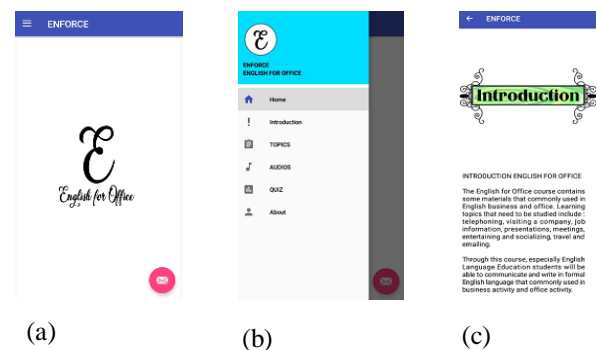 ENFORCE
E
English for Office
(a)
E
ENFORCE
ENGLISH FOR OFFICE
Home
Introduction
TOPICS
AUDIOS
QUIZ
About
(b)
ENFORCE
Introduction
INTRODUCTION ENGLISH FOR OFFICE
The English for Office course contains
some materials that commonly used in
English business and office. Learning
topics that need to be studied include :
telephoning, visiting a company, job
information, presentations, meetings,
entertaining and socializing, travel and
emailing.
Through this course, especially English
Language Education students will be
able to communicate and write in formal
English language that commonly used in
business activity and office activity.
(c)